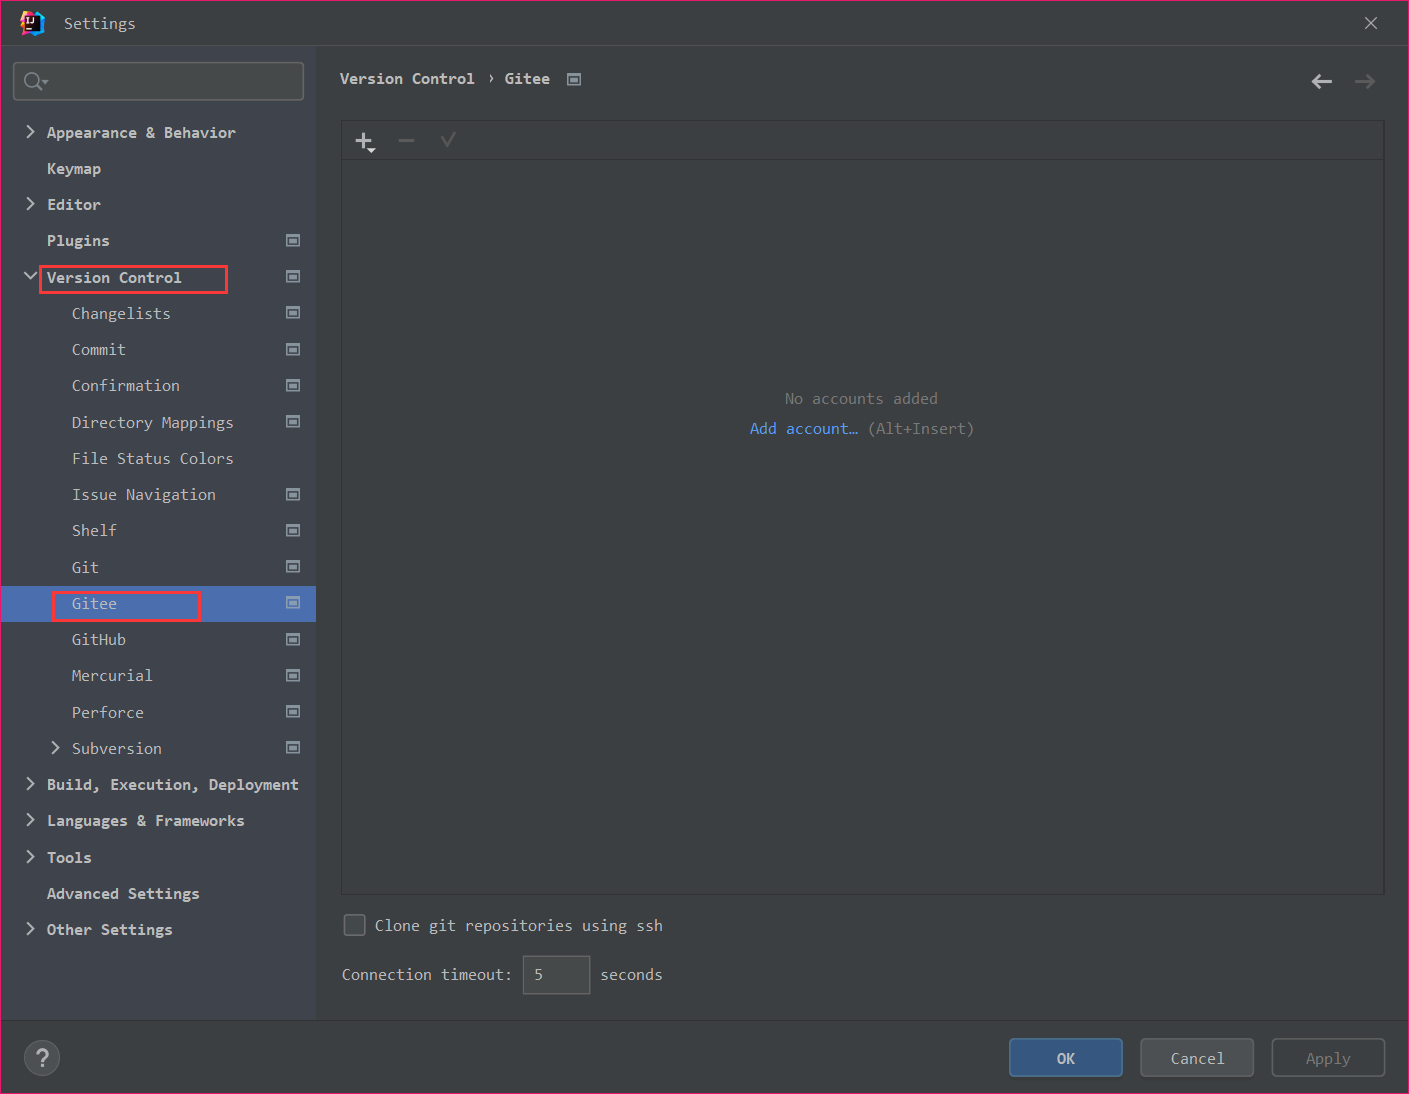 IJ
Settings
Version Control › Gitee
Appearance & Behavior
Keymap
Editor
Plugins
Version Control
Changelists
Commit
Confirmation
Directory Mappings
File Status Colors
Issue Navigation
Shelf
Git
Gitee
GitHub
Mercurial
Perforce
Subversion
Build, Execution, Deployment
Languages & Frameworks
Tools
Advanced Settings
Other Settings
No accounts added
Add account… (Alt+Insert)
Clone git repositories using ssh
Connection timeout: 5 seconds
?
OK
Cancel
Apply